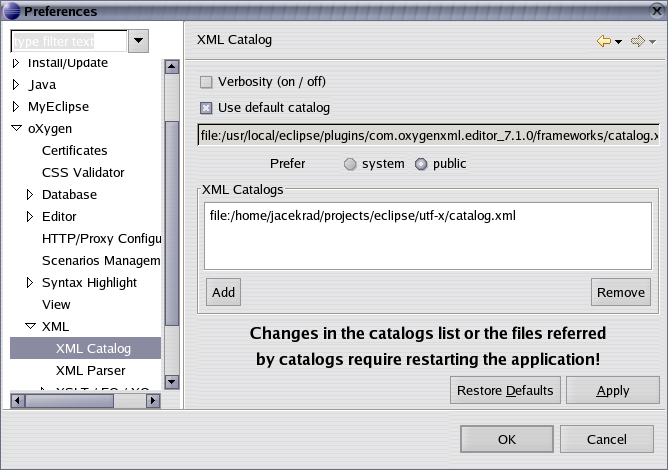 Preferences
type filter text
XML Catalog
Install/Update
Java
MyEclipse
oXygen
Certificates
CSS Validator
Database
Editor
HTTP/Proxy Configu
Scenarios Managem
Syntax Highlight
View
XML
XML Catalog
XML Parser
XSLT / FO / XQ
Verbosity (on / off)
Use default catalog
file:/usr/local/eclipse/plugins/com.oxygenxml.editor_7.1.0/frameworks/catalog.x
Prefer system public
XML Catalogs
file:/home/jacekrad/projects/eclipse/utf-x/catalog.xml
Add Remove
Changes in the catalogs list or the files referred
by catalogs require restarting the application!
Restore Defaults Apply
OK Cancel